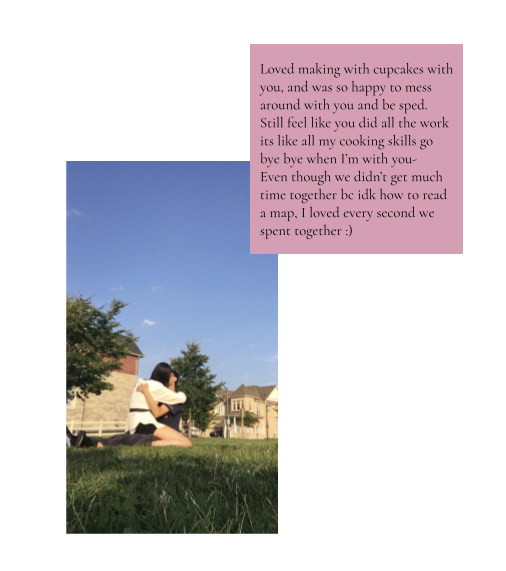 Loved making with cupcakes with
you, and was so happy to mess
around with you and be sped.
Still feel like you did all the work
its like all my cooking skills go
bye bye when I'm with you-
Even though we didn't get much
time together bc idk how to read
a map, I loved every second we
spent together :)